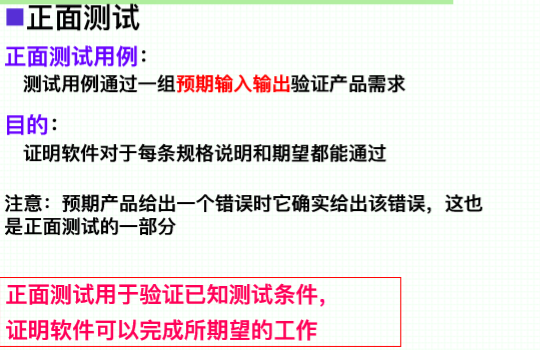 正面测试
正面测试用例：
测试用例通过一组预期输入输出验证产品需求
目的：
证明软件对于每条规格说明和期望都能通过
注意：预期产品给出一个错误时它确实给出该错误，这也
是正面测试的一部分
正面测试用于验证已知测试条件，
证明软件可以完成所期望的工作